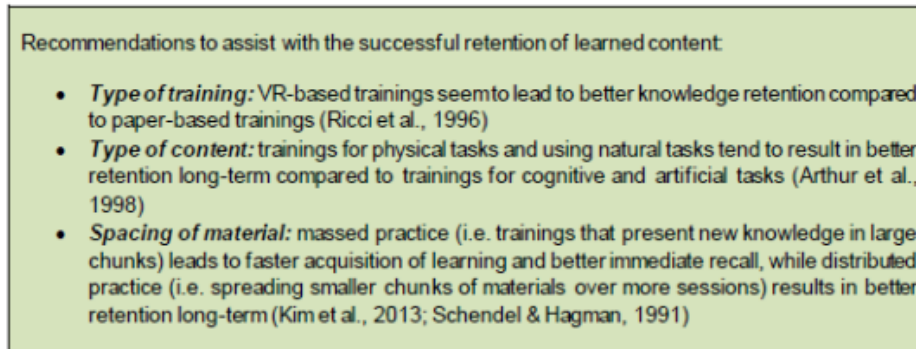 Recommendations to assist with the successful retention of learned content:
• Type of training: VR-based trainings seem to lead to better knowledge retention compared
to paper-based trainings (Ricci et al., 1996)
• Type of content: trainings for physical tasks and using natural tasks tend to result in better
retention long-term compared to trainings for cognitive and artificial tasks (Arthur et al.,
1998)
• Spacing of material: massed practice (i.e. trainings that present new knowledge in large
chunks) leads to faster acquisition of learning and better immediate recall, while distributed
practice (i.e. spreading smaller chunks of materials over more sessions) results in better
retention long-term (Kim et al., 2013; Schendel & Hagman, 1991)